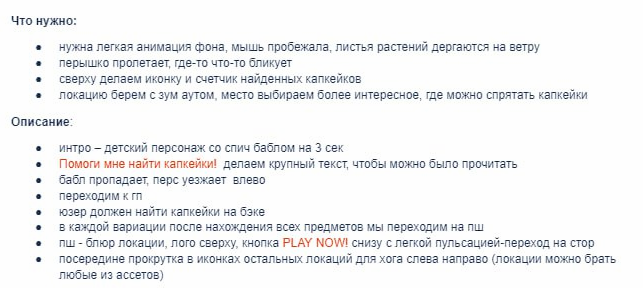 Что нужно:
● нужна легкая анимация фона, мышь пробежала, листья растений дергаются на ветру
● перышко пролетает, где-то что-то бликует
● сверху делаем иконку и счетчик найденных капкейков
● локацию берем с зум аутом, место выбираем более интересное, где можно спрятать капкейки
Описание:
● интро – детский персонаж со спич баблом на 3 сек
● Помоги мне найти капкейки! делаем крупный текст, чтобы можно было прочитать
● бабл пропадает, перс уезжает влево
● переходим к гп
● юзер должен найти капкейки на бэке
● в каждой вариации после нахождения всех предметов мы переходим на пш
● пш - блюр локации, лого сверху, кнопка PLAY NOW! снизу с легкой пульсацией-переход на стор
● посередине прокрутка в иконках остальных локаций для хога слева направо (локации можно брать
любые из ассетов)